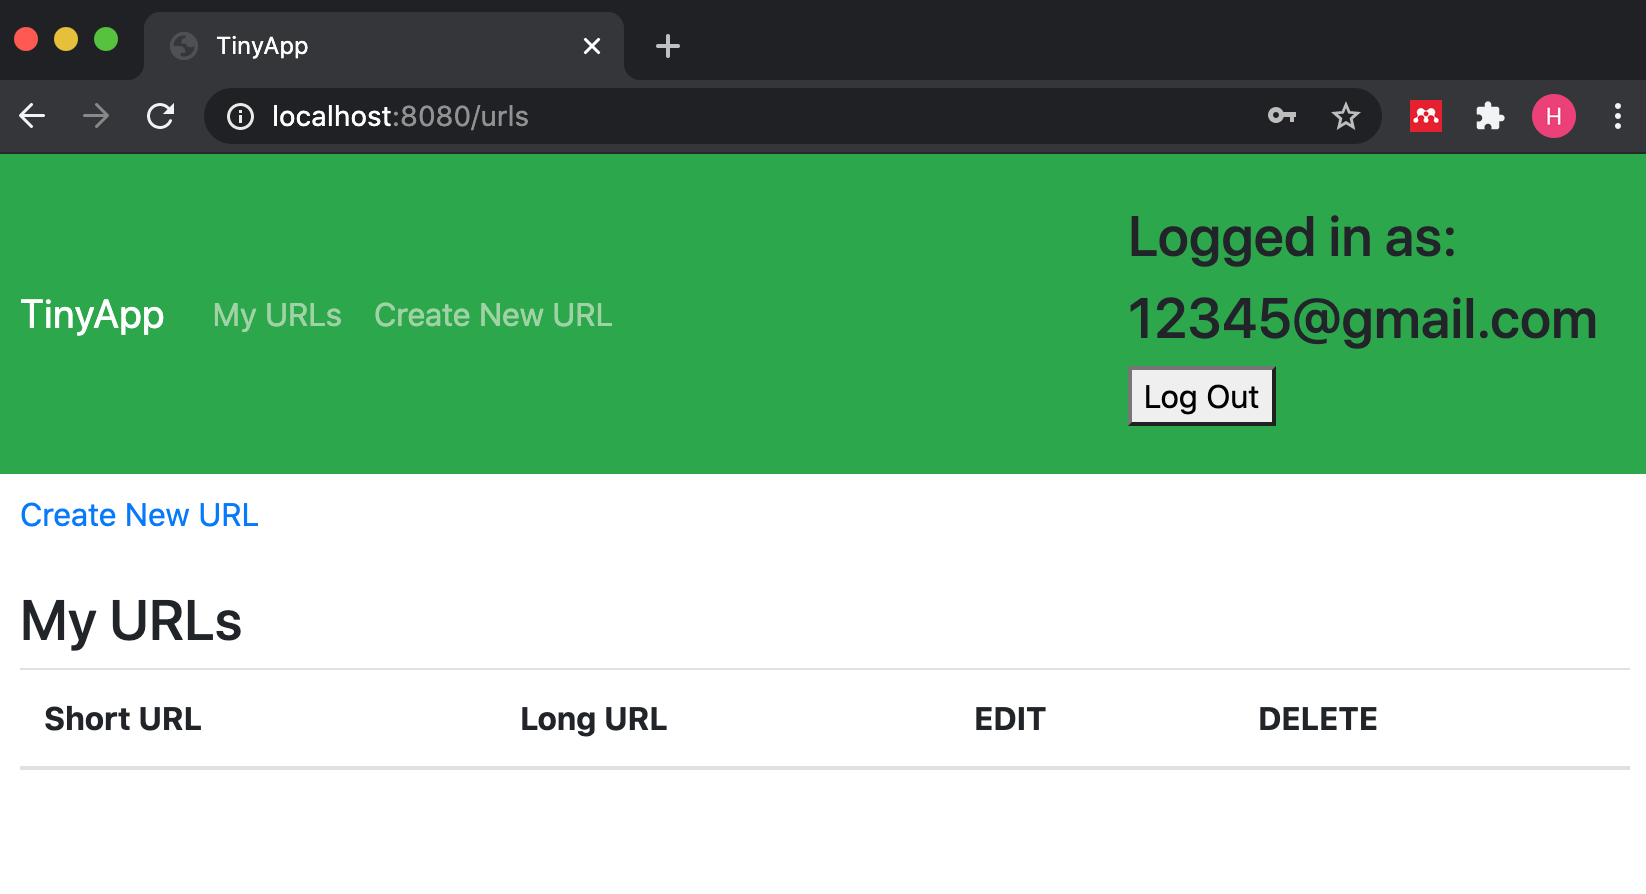 TinyApp
localhost:8080/urls
H
TinyApp My URLs Create New URL
Logged in as:
12345@gmail.com
Log Out
Create New URL
My URLs
Short URL Long URL EDIT DELETE